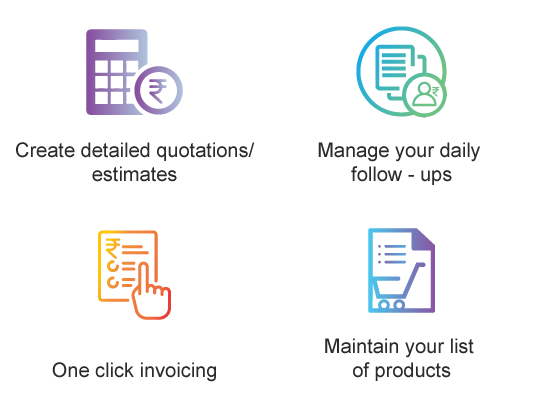 Create detailed quotations/
estimates
Manage your daily
follow - ups
One click invoicing
Maintain your list
of products